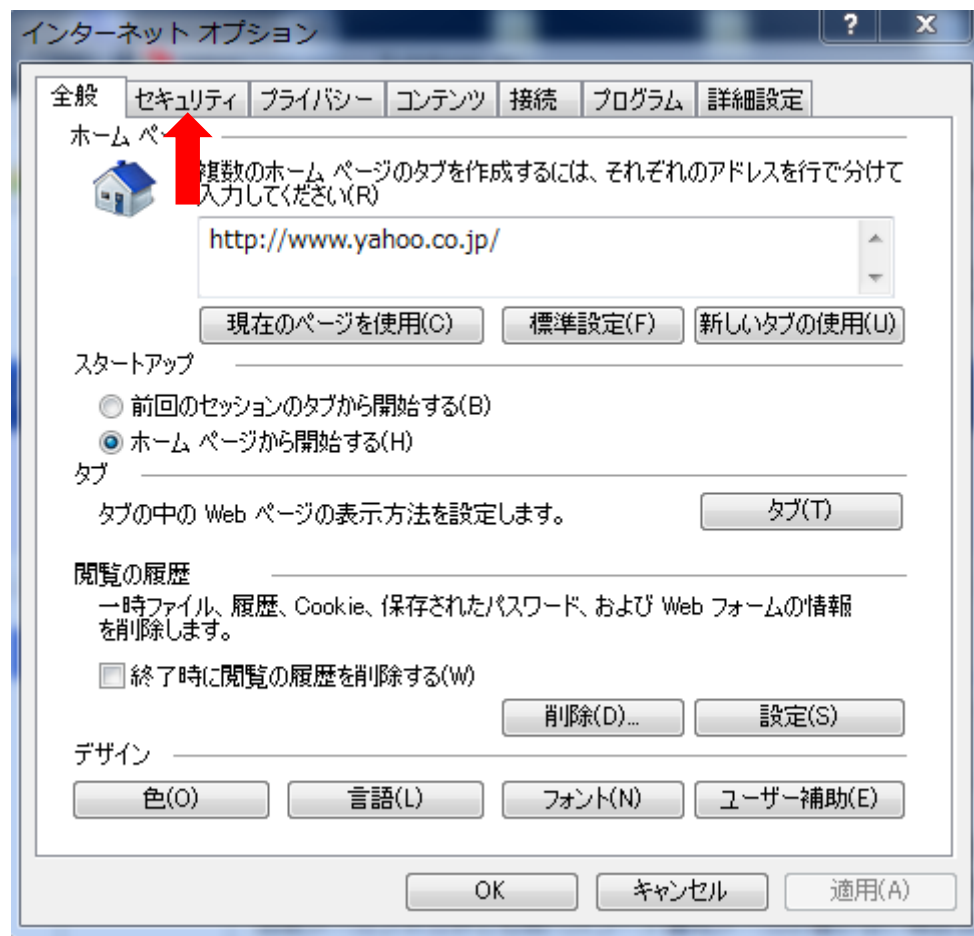 インターネット オプション
? X
全般 セキュリティ プライバシー コンテンツ 接続 プログラム 詳細設定
ホーム ペー
複数のホーム ページのタブを作成するには、それぞれのアドレスを行で分けて
入力してください(R)
http://www.yahoo.co.jp/
現在のページを使用(C) 標準設定(F) 新しいタブの使用(U)
スタートアップ
前回のセッションのタブから開始する(B)
ホーム ページから開始する(H)
タブ
タブの中の Web ページの表示方法を設定します。 タブ(T)
閲覧の履歴
一時ファイル、履歴、Cookie、保存されたパスワード、および Web フォームの情報
を削除します。
終了時に閲覧の履歴を削除する(W)
削除(D)... 設定(S)
デザイン
色(O) 言語(L) フォント(N) ユーザー補助(E)
OK キャンセル 適用(A)